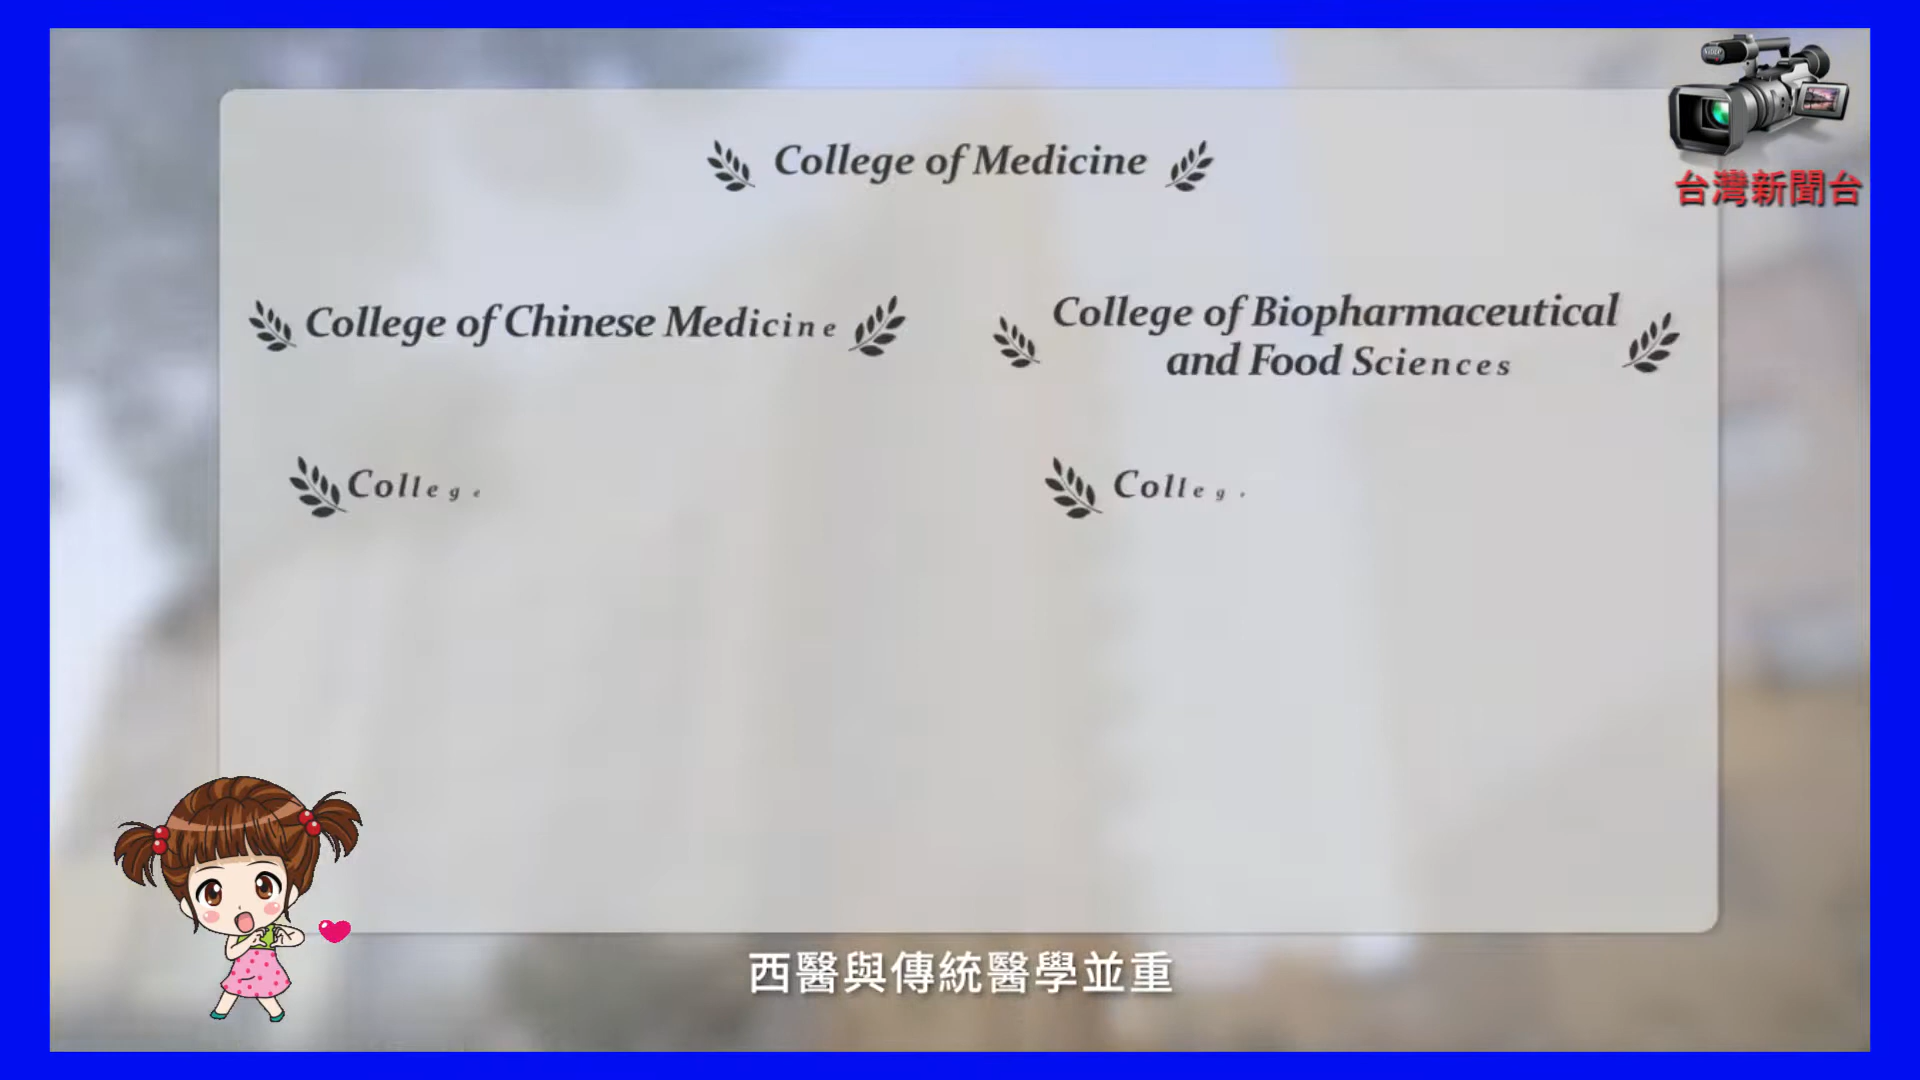 College of Medicine
台灣新聞台
College of Chinese Medicine
College of Biopharmaceutical
and Food Sciences
College
Colleg
西醫與傳統醫學並重